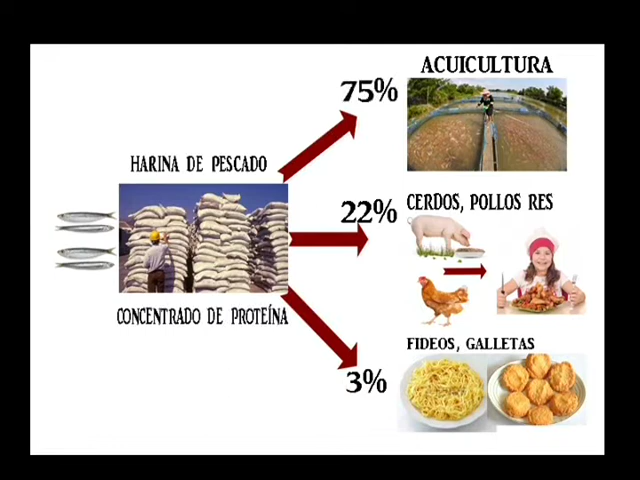 ACUICULTURA
75%
HARINA DE PESCADO
22%
CERDOS, POLLOS RES
CONCENTRADO DE PROTEÍNA
FIDEOS, GALLETAS
3%